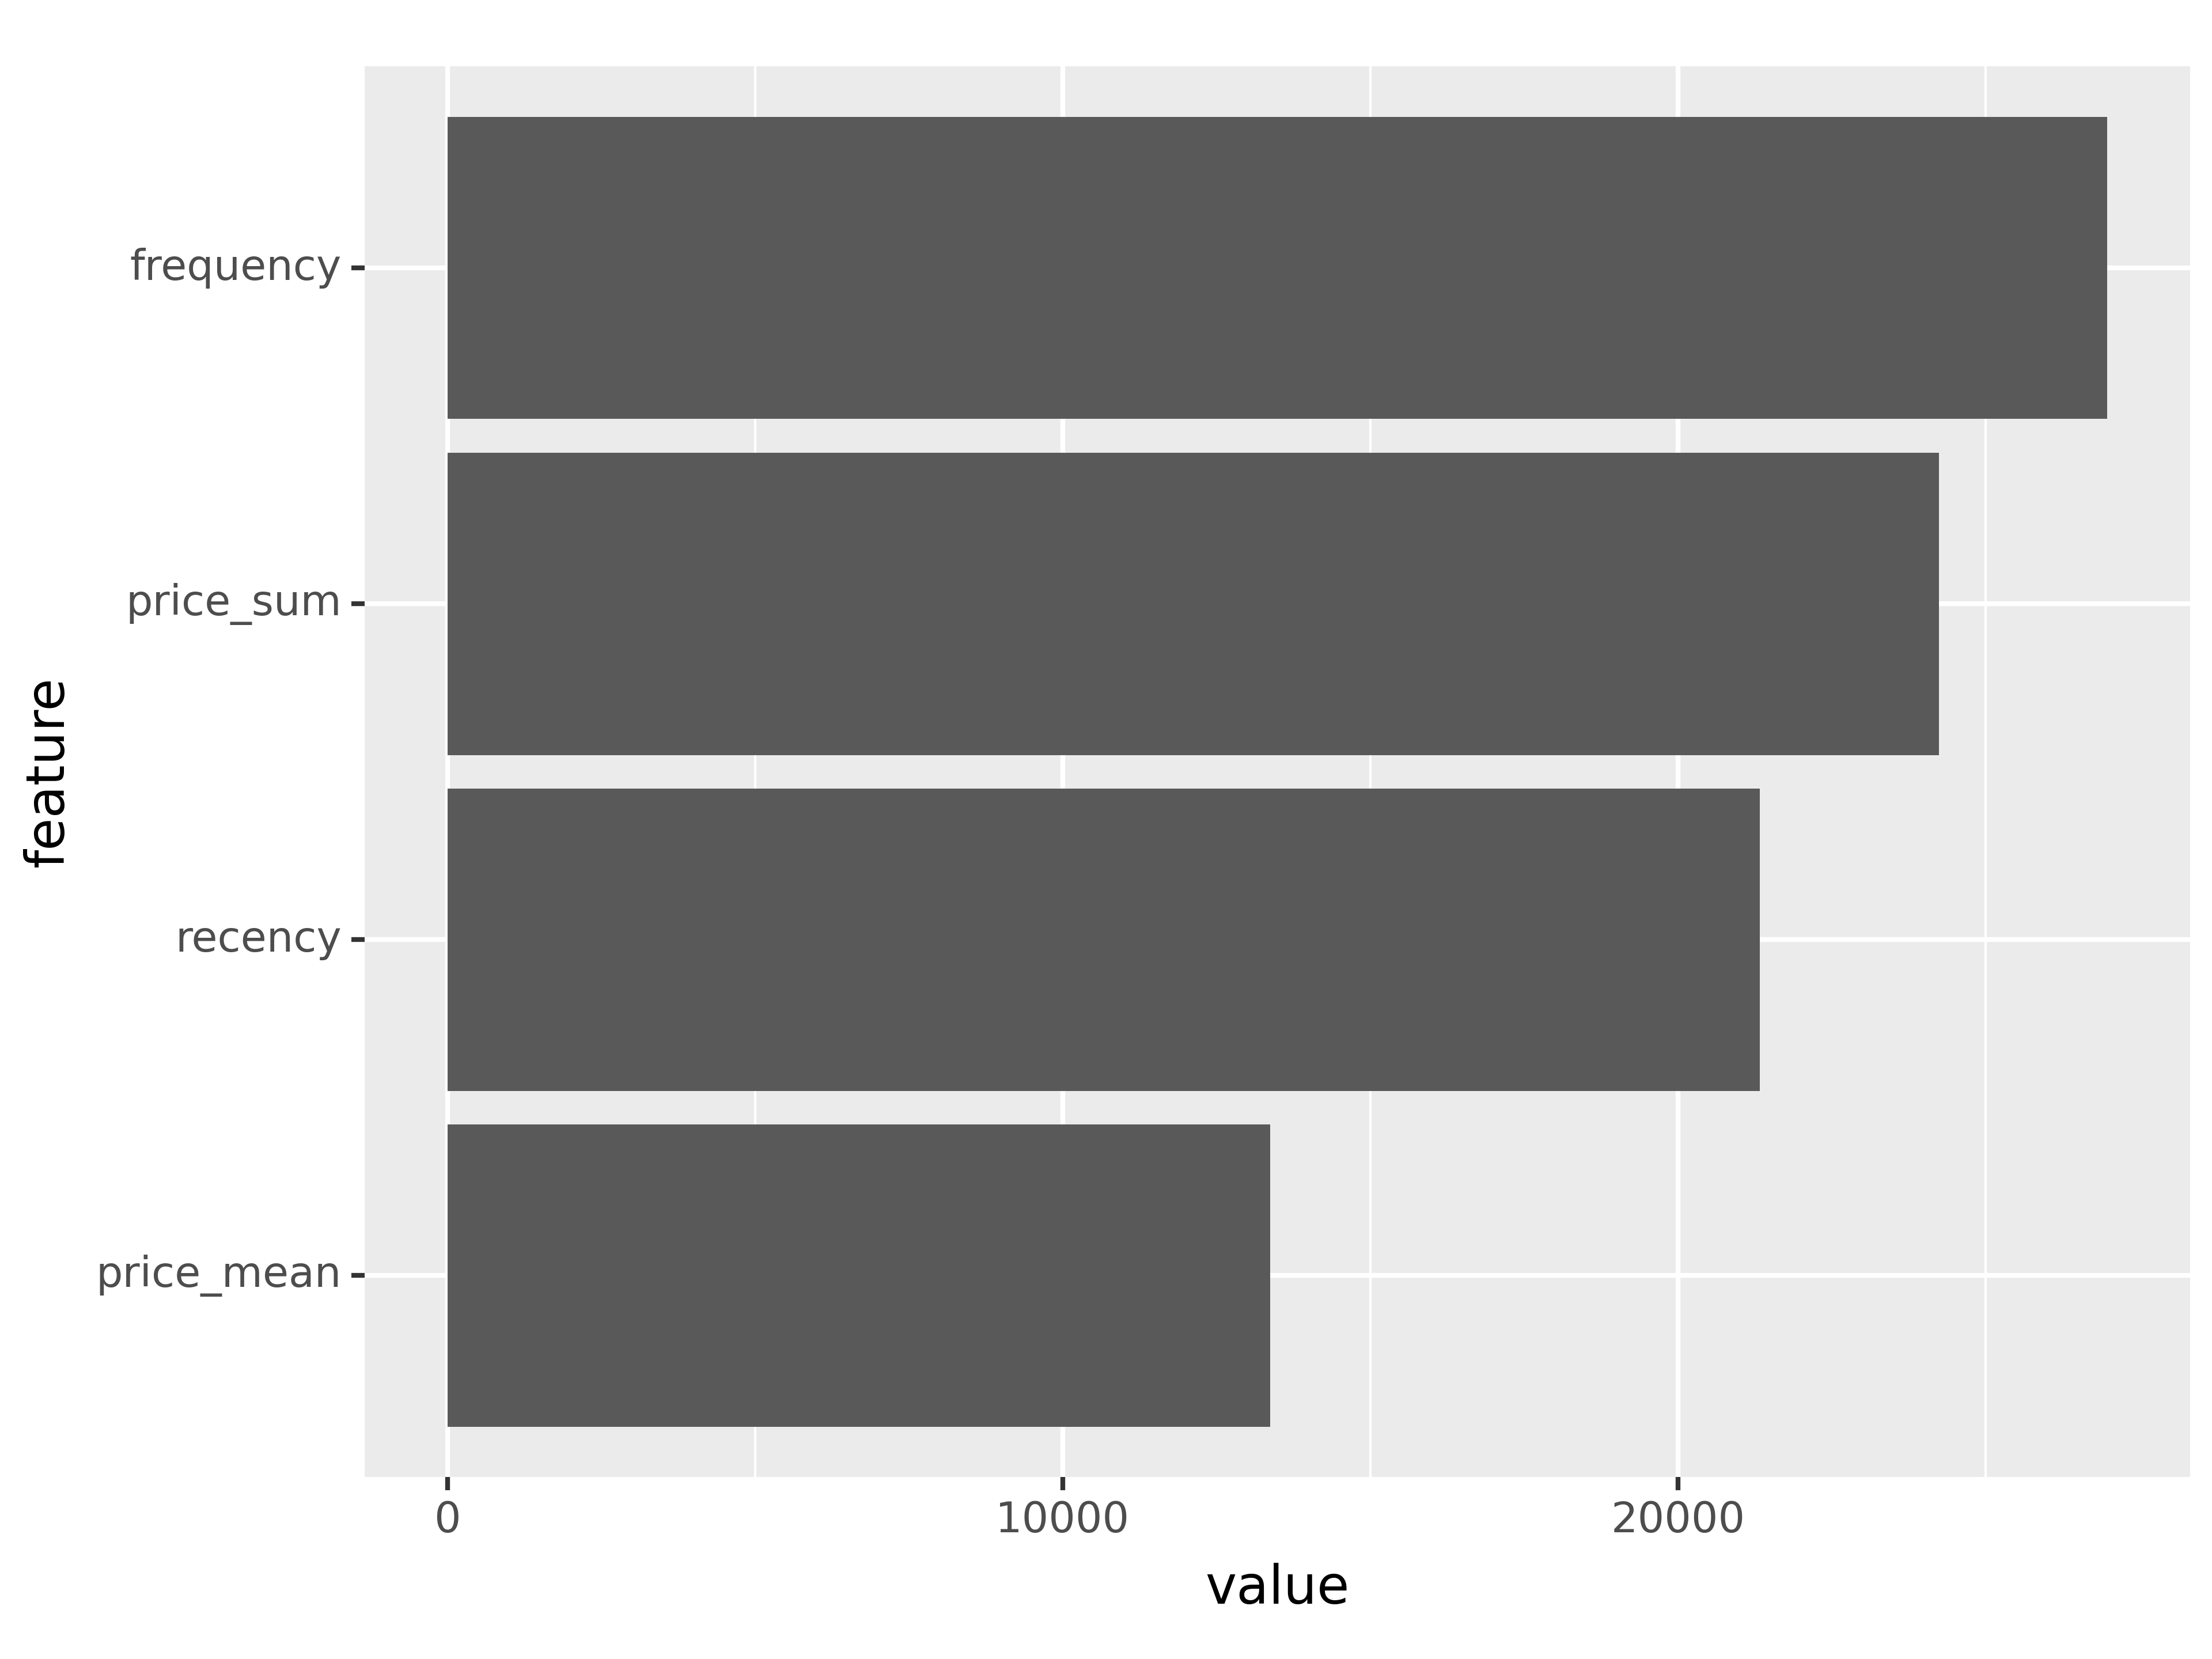 frequency
price_sum
recency
price_mean
feature
0 10000 20000
value